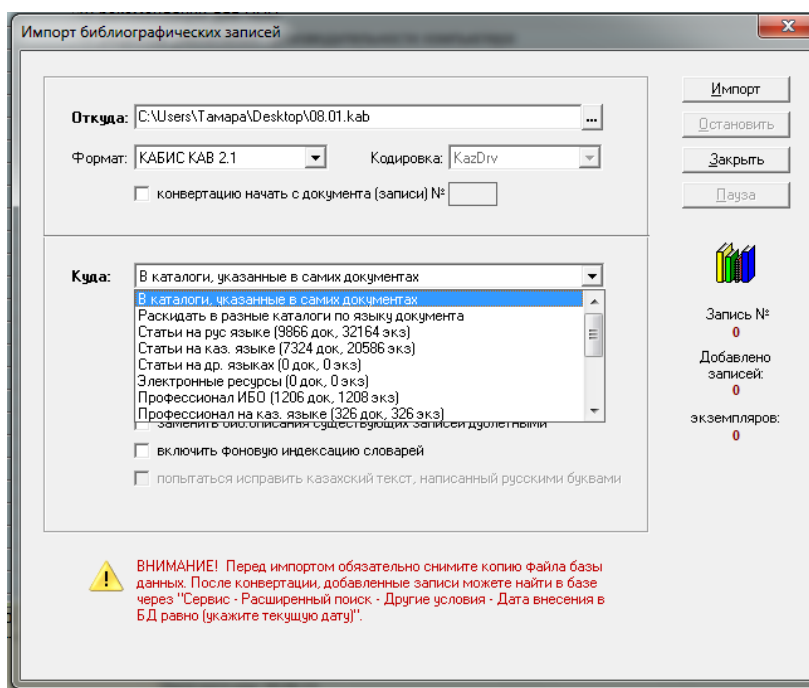 Импорт библиографических записей
Откуда: C:\Users\Тамара\Desktop\08.01.kab ...
Формат: КАБИС КАВ 2.1 Кодировка: KazDrv
конвертацию начать с документа (записи) №
Куда: В каталоги, указанные в самих документах
В каталоги, указанные в самих документах
Раскидать в разные каталоги по языку документа
Статьи на рус языке (9866 док, 32164 экз)
Статьи на каз. языке (7324 док, 20586 экз)
Статьи на др. языках (0 док, 0 экз)
Электронные ресурсы (0 док, 0 экз)
Профессионал ИБО (1206 док, 1208 экз)
Профессионал на каз. языке (326 док, 326 экз)
заменить биб.описания существующих записей дублетными
включить фоновую индексацию словарей
попытаться исправить казахский текст, написанный русскими буквами
ВНИМАНИЕ! Перед импортом обязательно снимите копию файла базы
данных. После конвертации, добавленные записи можете найти в базе
через "Сервис - Расширенный поиск - Другие условия - Дата внесения в
БД равно (укажите текущую дату)".
Импорт
Остановить
Закрыть
Пауза
Запись №
0
Добавлено
записей:
0
экземпляров:
0